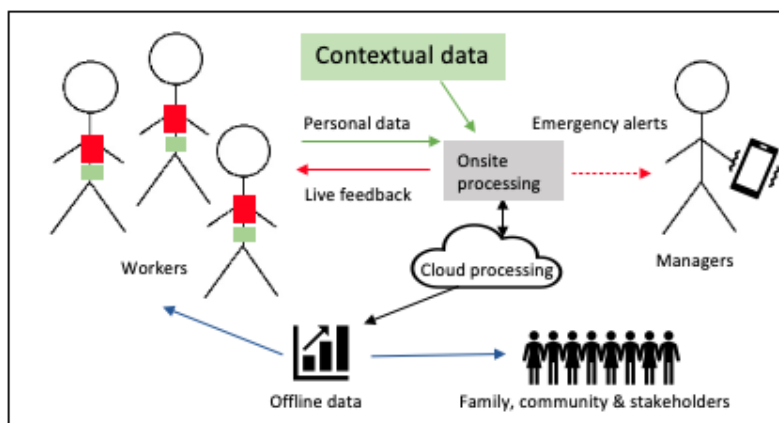 Contextual data
Personal data
Emergency alerts
Onsite
processing
Live feedback
Workers
Cloud processing
Managers
Offline data
Family, community & stakeholders